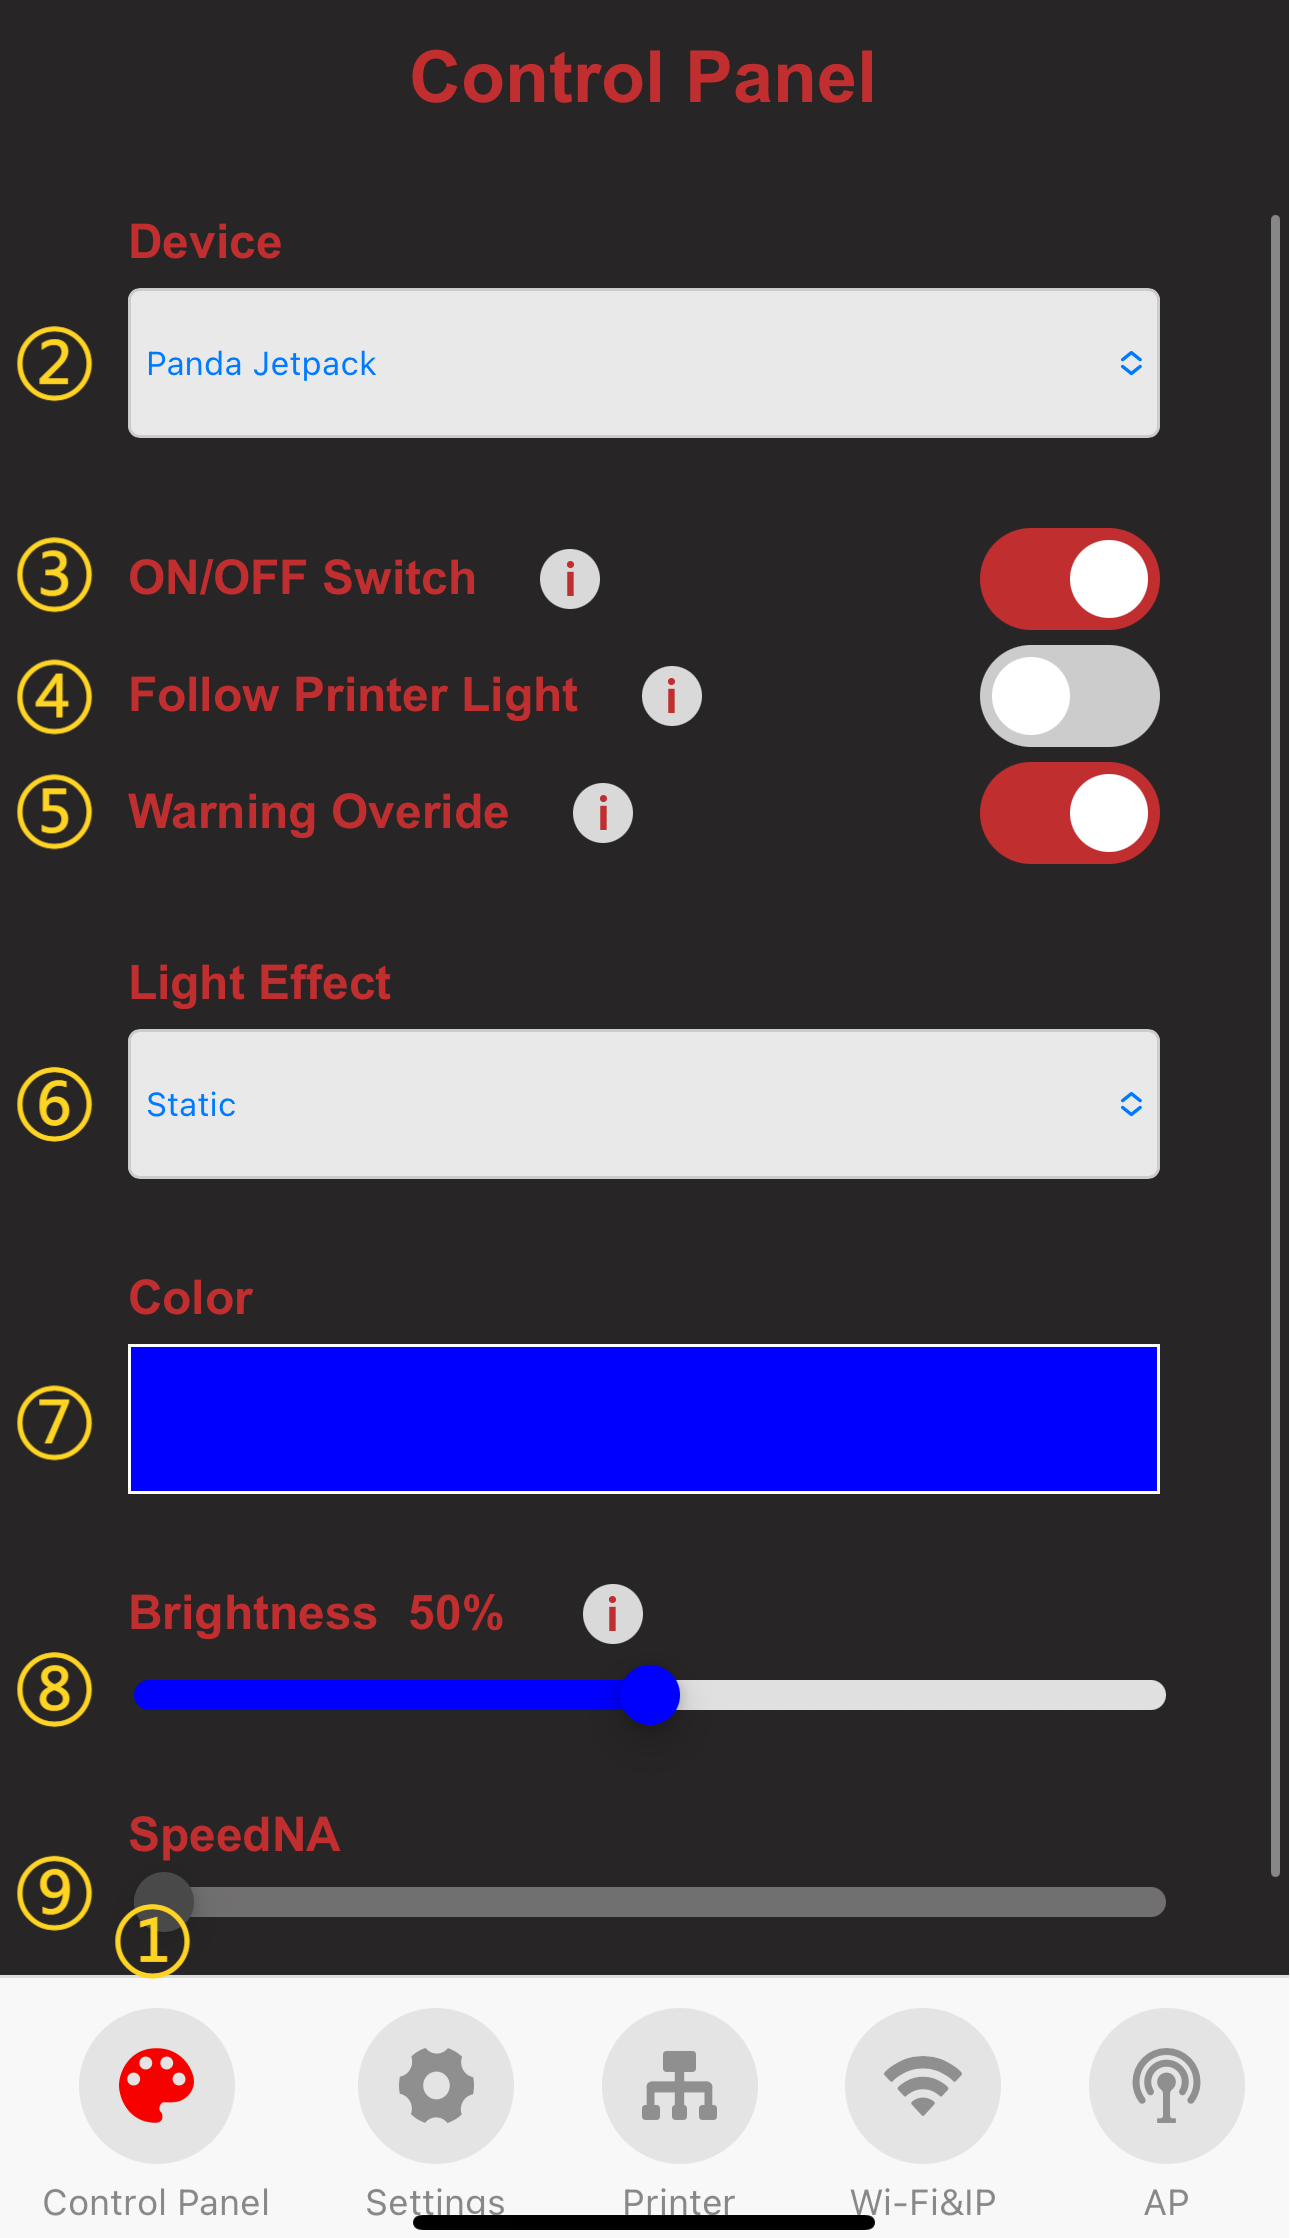 Control Panel
Device
② Panda Jetpack
③ ON/OFF Switch i
④ Follow Printer Light i
⑤ Warning Overide i
Light Effect
⑥ Static
Color
⑦
Brightness 50% i
⑧
SpeedNA
⑨
①
Control Panel Settings Printer Wi-Fi&IP AP